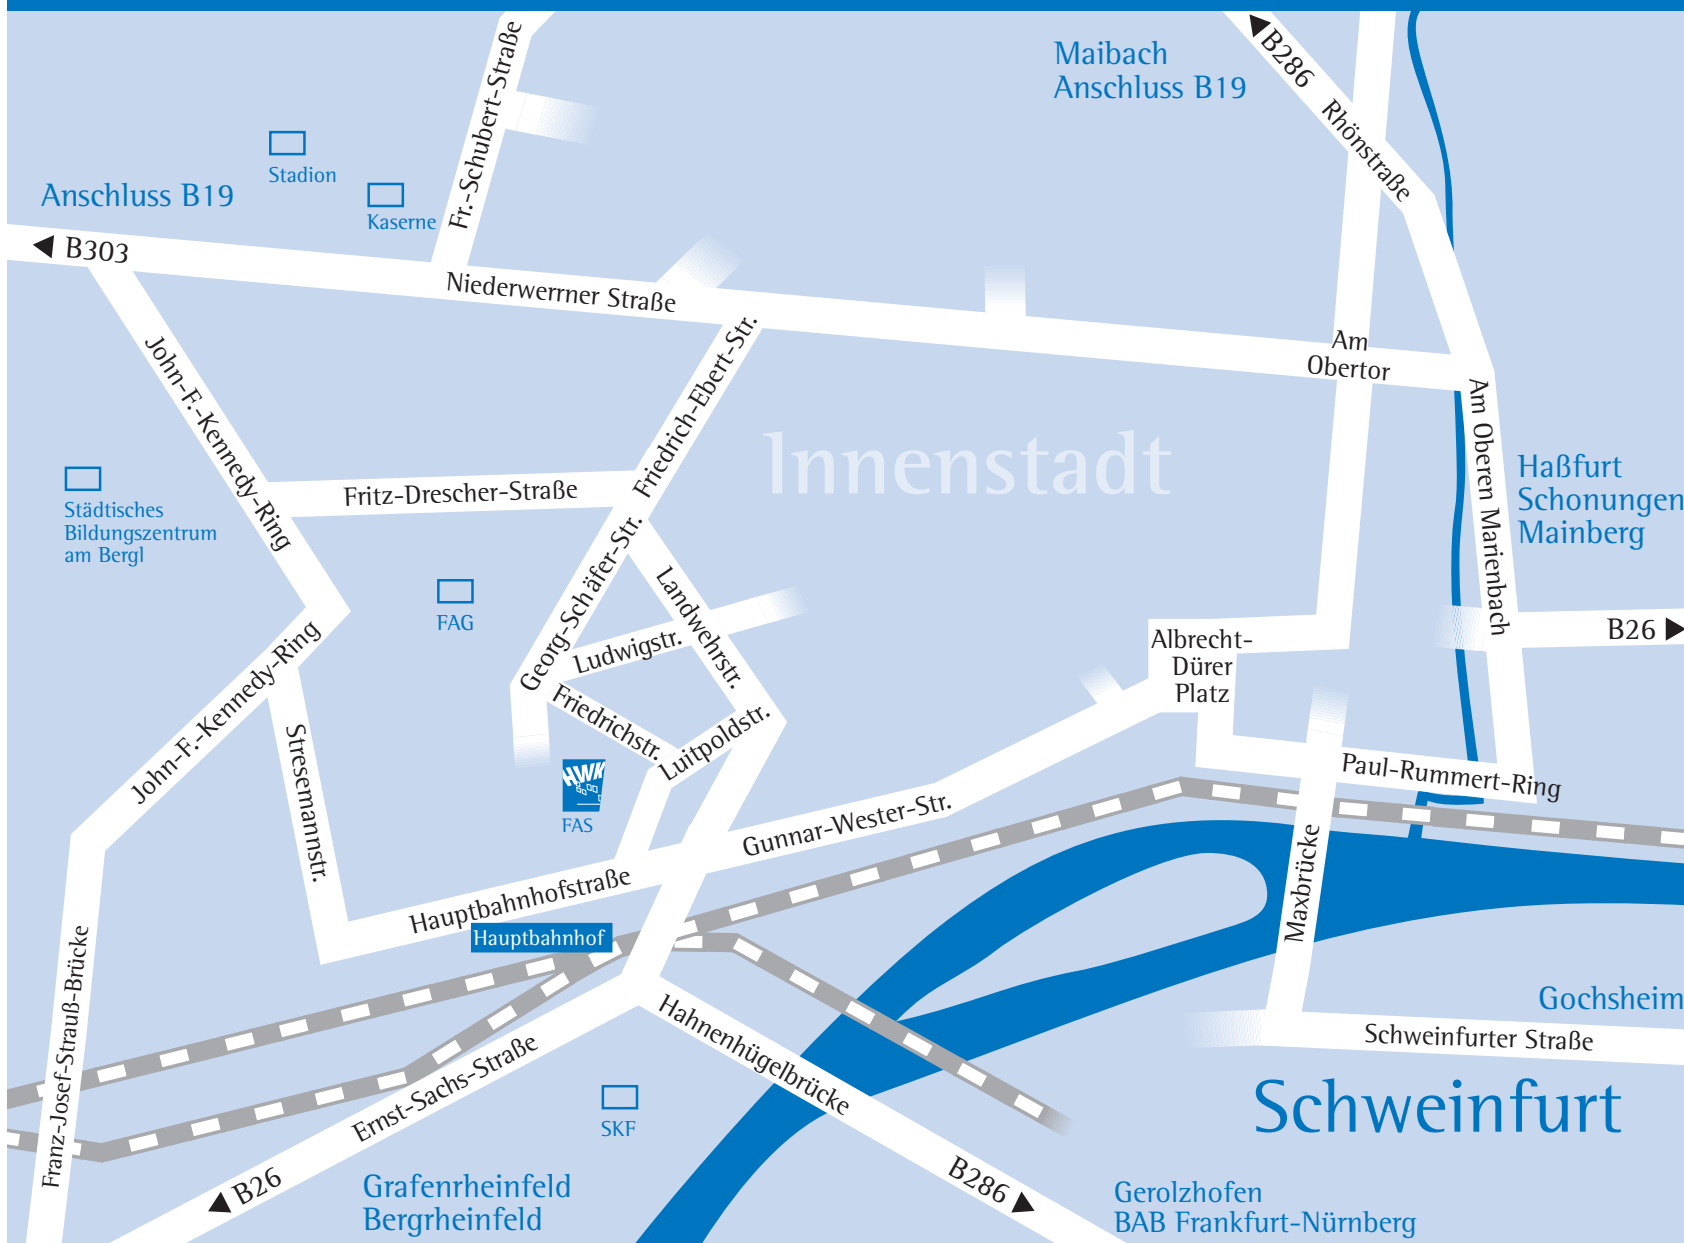 Maibach
Anschluss B19
B286
Rhönstraße
Fr.-Schubert-Straße
Stadion
Kaserne
Anschluss B19
B303
Niederwerrner Straße
Am
Obertor
John-F.-Kennedy-Ring
Friedrich-Ebert-Str.
Innenstadt
Am Oberen Marienbach
Haßfurt
Schonungen
Mainberg
Fritz-Drescher-Straße
Städtisches
Bildungszentrum
am Bergl
Georg-Schäfer-Str.
Landwehrstr.
FAG
Ludwigstr.
Albrecht-
Dürer
Platz
B26
John-F.-Kennedy-Ring
Friedrichstr.
Luitpoldstr.
Stresemannstr.
HWK
FAS
Paul-Rummert-Ring
Gunnar-Wester-Str.
Maxbrücke
Hauptbahnhofstraße
Hauptbahnhof
Franz-Josef-Strauß-Brücke
Gochsheim
Schweinfurter Straße
Hahnenhügelbrücke
Ernst-Sachs-Straße
SKF
Schweinfurt
B26
B286
Grafenrheinfeld
Bergrheinfeld
Gerolzhofen
BAB Frankfurt-Nürnberg